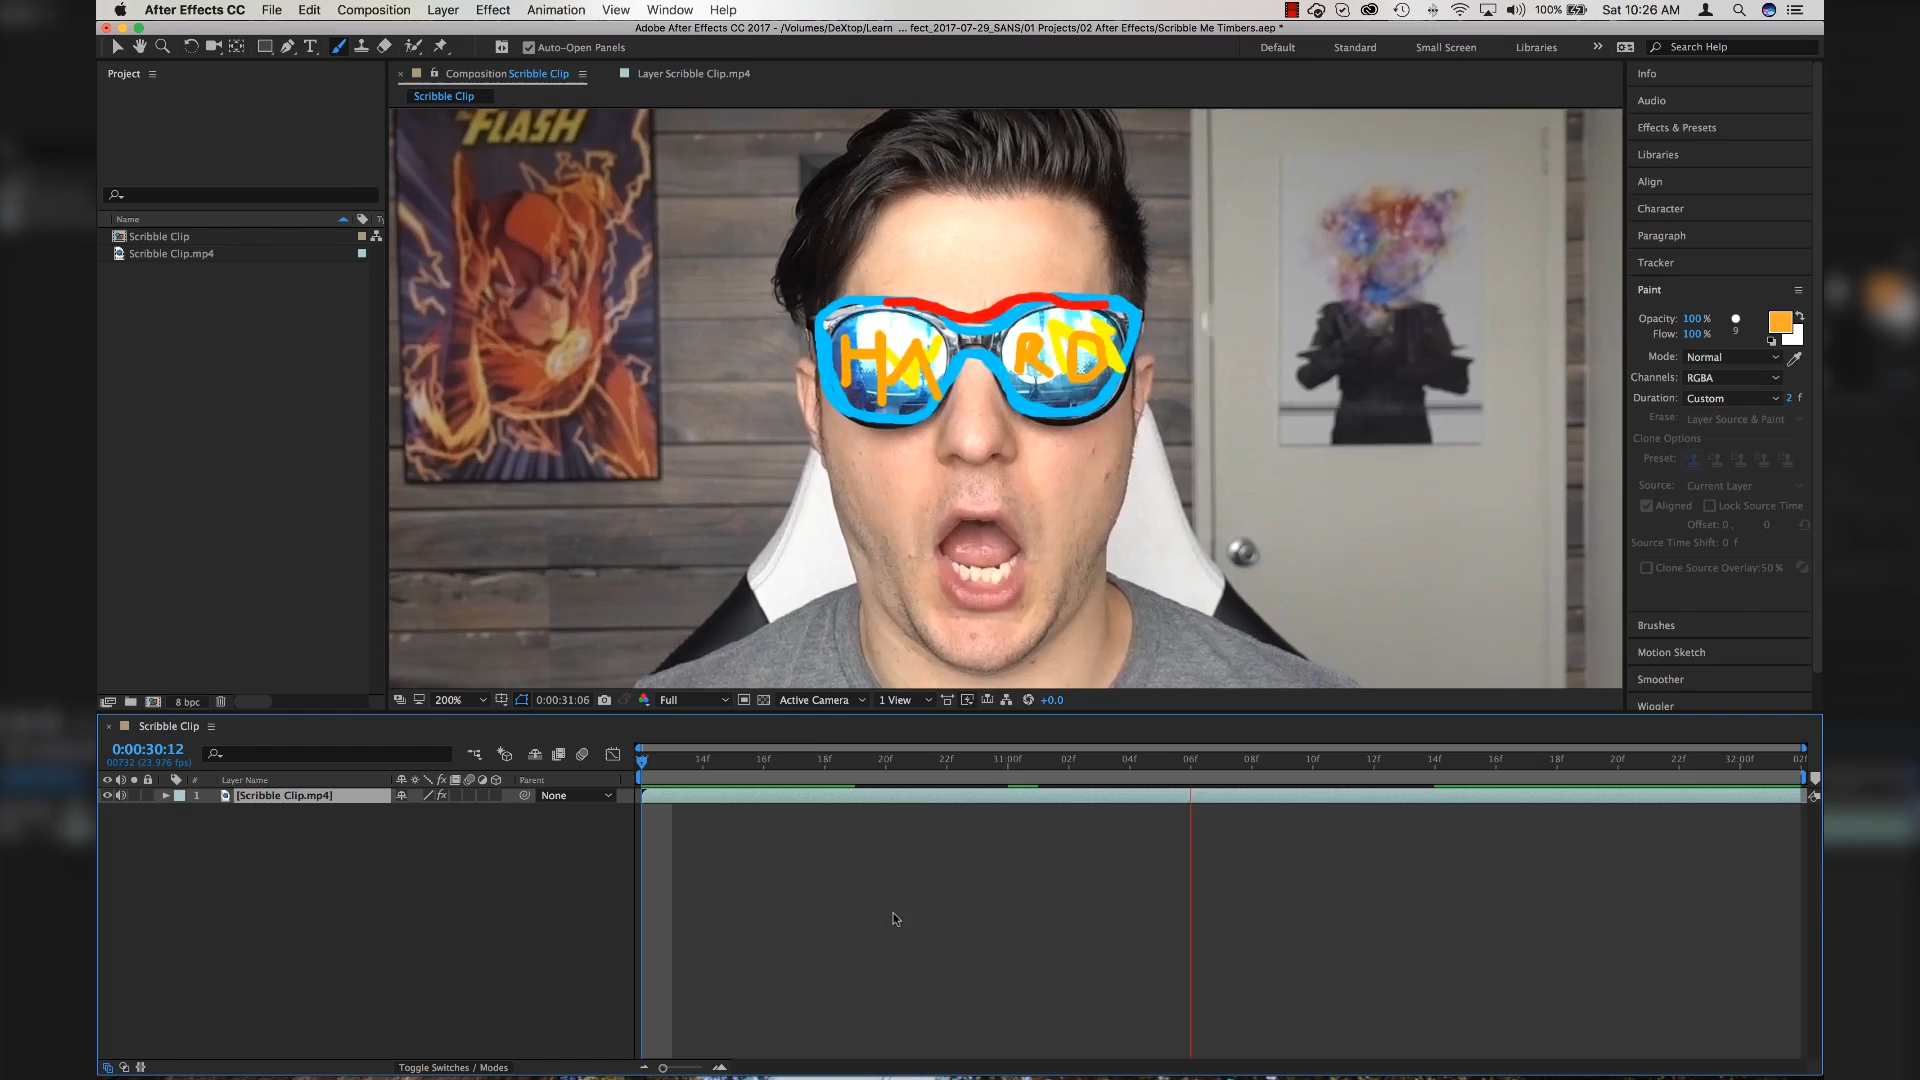 After Effects CC File Edit Composition Layer Effect Animation View Window Help 100% Sat 10:26 AM
Adobe After Effects CC 2017 - /Volumes/DeXtop/Learn ... fect_2017-07-29_SANS/01 Projects/02 After Effects/Scribble Me Timbers.aep *
Auto-Open Panels Default Standard Small Screen Libraries Search Help
Project
Composition Scribble Clip
Layer Scribble Clip.mp4
Scribble Clip
Name Ty
Scribble Clip
Scribble Clip.mp4
8 bpc
FLASH
HARD
200% 0:00:31:06 Full Active Camera 1 View +0.0
Info
Audio
Effects & Presets
Libraries
Align
Character
Paragraph
Tracker
Paint
Opacity: 100 %
Flow: 100 %
9
Mode: Normal
Channels: RGBA
Duration: Custom 2 f
Erase: Layer Source & Paint
Clone Options
Preset:
Source: Current Layer
Aligned Lock Source Time
Offset: 0 , 0
Source Time Shift: 0 f
Clone Source Overlay: 50 %
Brushes
Motion Sketch
Smoother
Wiggler
Scribble Clip
0:00:30:12
00732 (23.976 fps)
14f 16f 18f 20f 22f 31:00f 02f 04f 06f 08f 10f 12f 14f 16f 18f 20f 22f 32:00f 02f
# Layer Name Parent
1 [Scribble Clip.mp4] None
Toggle Switches / Modes